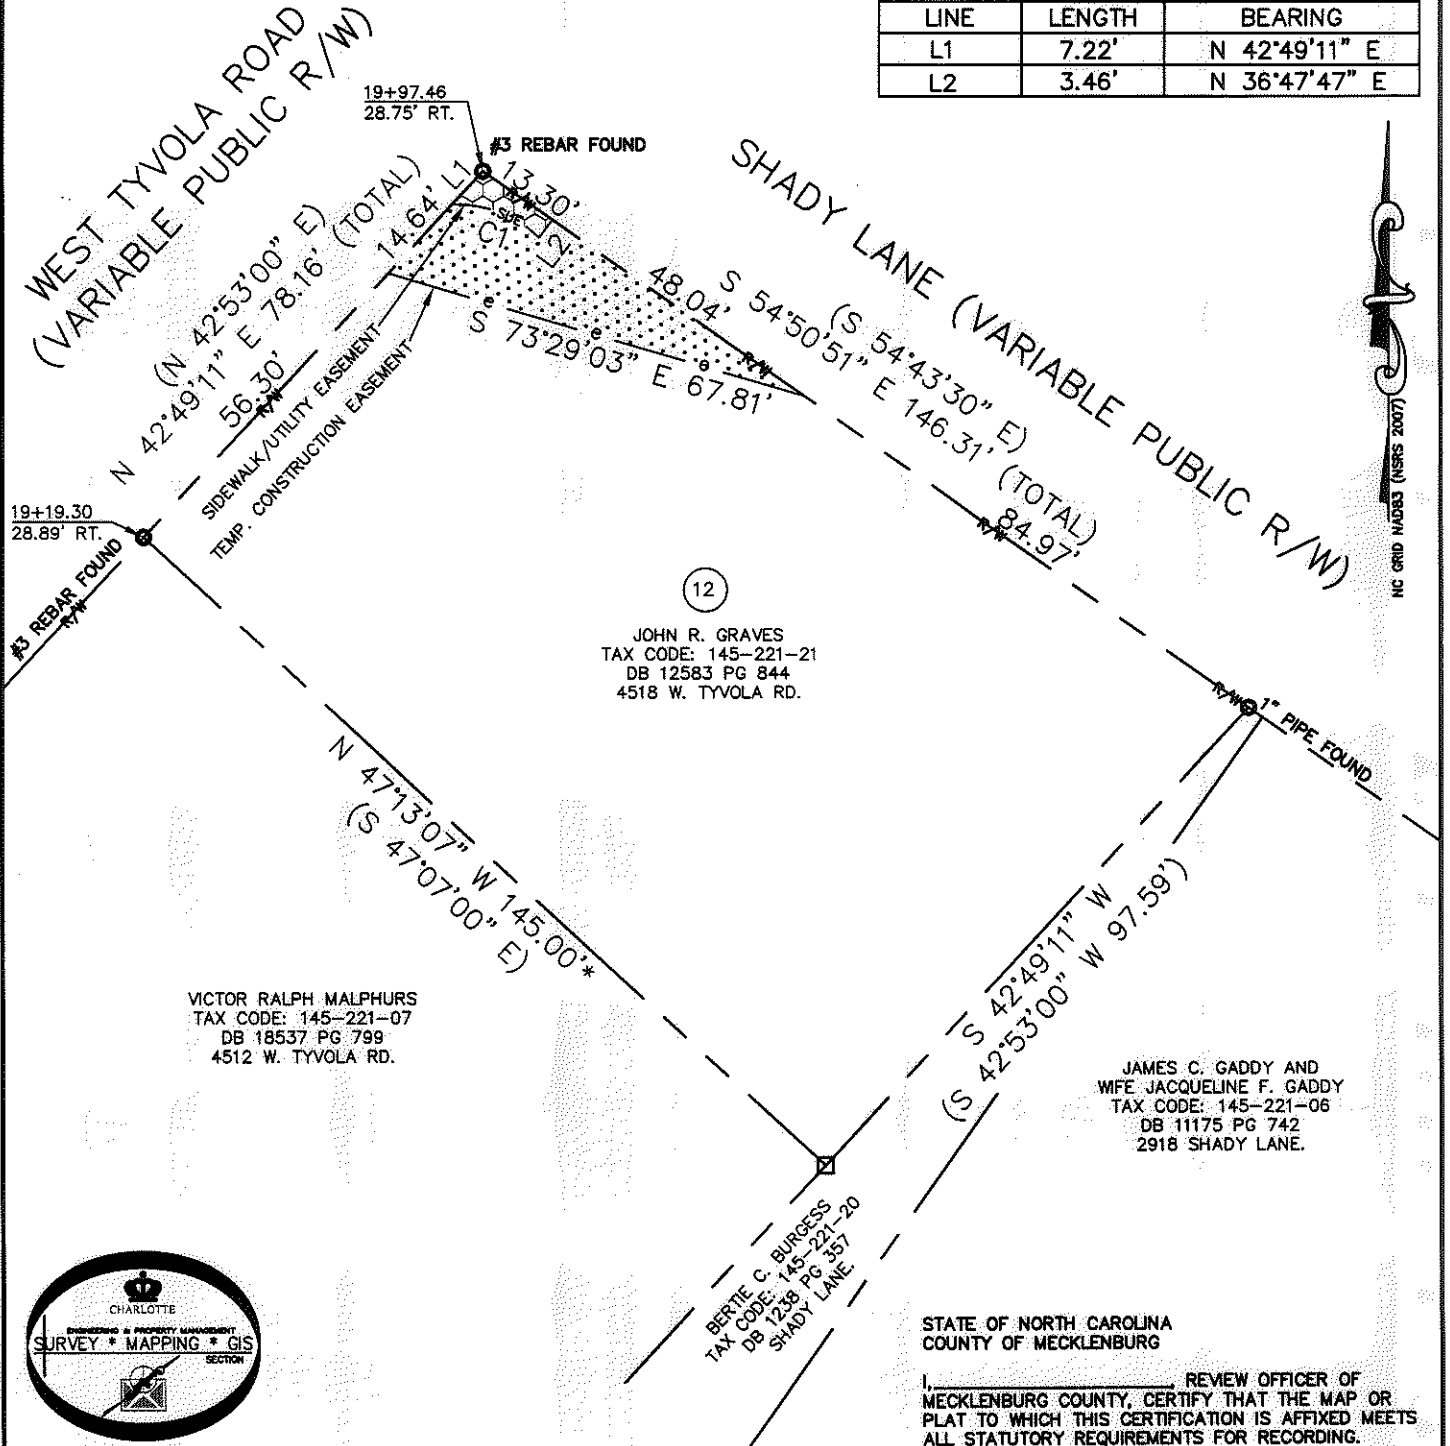 LINE LENGTH BEARING
L1 7.22' N 42°49'11" E
L2 3.46' N 36°47'47" E
WEST TYVOLA ROAD
(VARIABLE PUBLIC R/W)
19+97.46
28.75' RT.
#3 REBAR FOUND
SHADY LANE (VARIABLE PUBLIC R/W)
(N 42°53'00" E)
N 42°49'11" E 78.16' (TOTAL)
14.64'
L1
56.30'
R/W
13.30'
R/W
SUE
C1
L2
48.04'
R/W
S 73°29'03" E 67.81'
e
e
e
(S 54°43'30" E)
S 54°50'51" E 146.31' (TOTAL)
84.97'
R/W
SIDEWALK/UTILITY EASEMENT
TEMP. CONSTRUCTION EASEMENT
19+19.30
28.89' RT.
#3 REBAR FOUND
R/W
NC GRID NAD83 (NSRS 2007)
12
JOHN R. GRAVES
TAX CODE: 145-221-21
DB 12583 PG 844
4518 W. TYVOLA RD.
R/W
1" PIPE FOUND
N 47°13'07" W 145.00'*
(S 47°07'00" E)
S 42°49'11" W
(S 42°53'00" W 97.59')
VICTOR RALPH MALPHURS
TAX CODE: 145-221-07
DB 18537 PG 799
4512 W. TYVOLA RD.
JAMES C. GADDY AND
WIFE JACQUELINE F. GADDY
TAX CODE: 145-221-06
DB 11175 PG 742
2918 SHADY LANE.
BERTIE C. BURGESS
TAX CODE: 145-221-20
DB 1238 PG 357
SHADY LANE.
CHARLOTTE
ENGINEERING & PROPERTY MANAGEMENT
SURVEY * MAPPING * GIS
SECTION
STATE OF NORTH CAROLINA
COUNTY OF MECKLENBURG
I,____________________, REVIEW OFFICER OF
MECKLENBURG COUNTY, CERTIFY THAT THE MAP OR
PLAT TO WHICH THIS CERTIFICATION IS AFFIXED MEETS
ALL STATUTORY REQUIREMENTS FOR RECORDING.